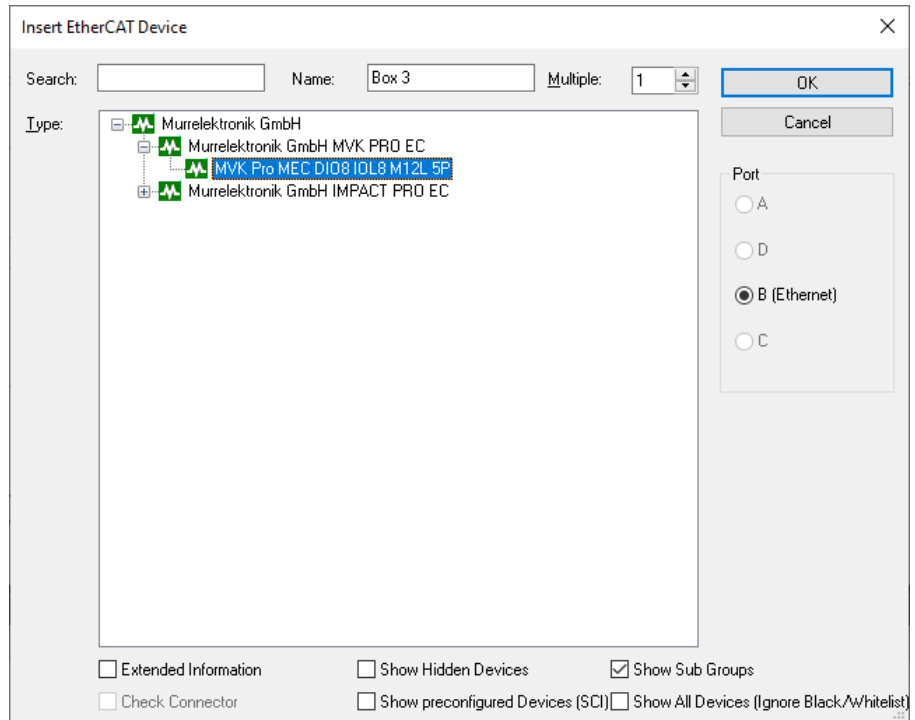 Insert EtherCAT Device
Search: Name: Box 3 Multiple: 1 OK
Type: Murrelektronik GmbH Cancel
Murrelektronik GmbH MVK PRO EC
MVK Pro MEC DIO8 IOL8 M12L 5P
Murrelektronik GmbH IMPACT PRO EC
Port
A
D
B (Ethernet)
C
Extended Information Show Hidden Devices Show Sub Groups
Check Connector Show preconfigured Devices (SCI) Show All Devices (Ignore Black/Whitelist)